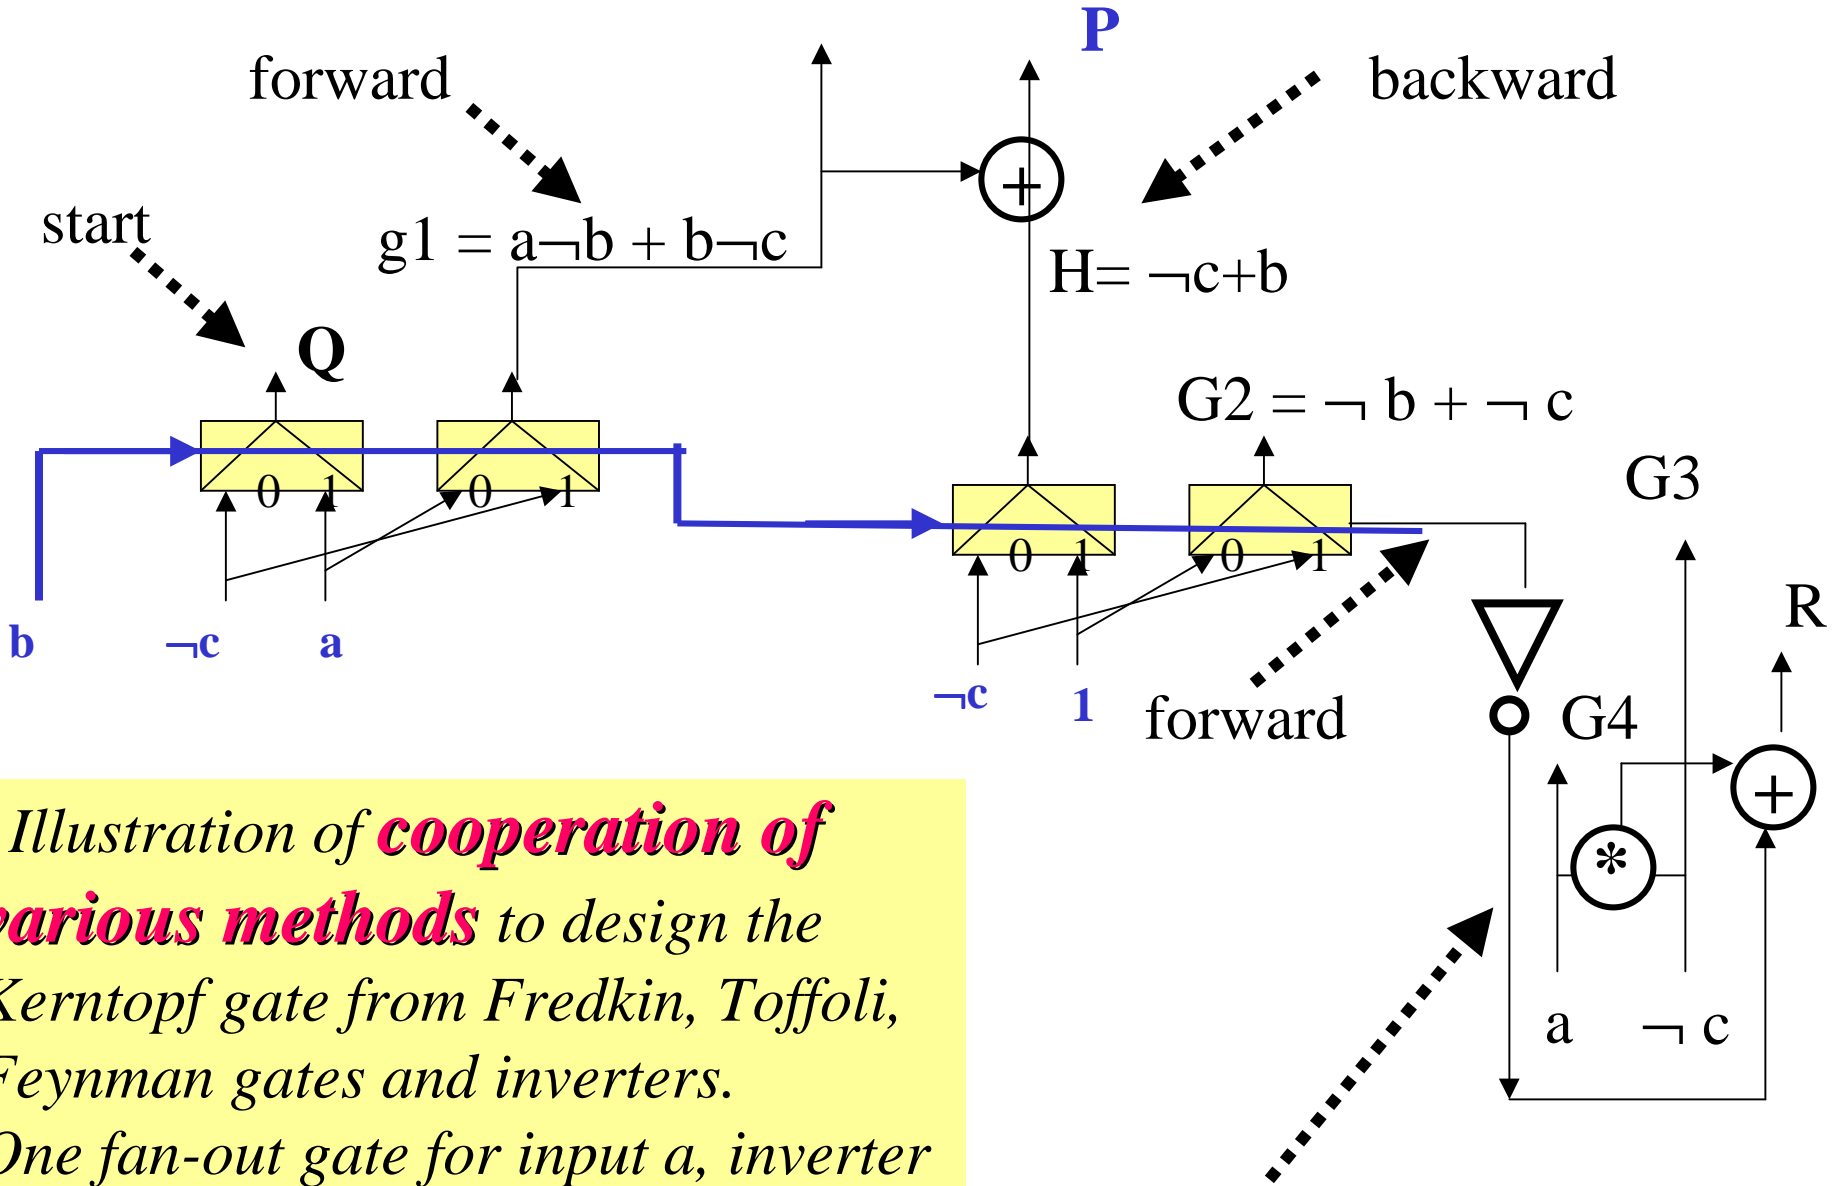 P
forward
backward
start
g1 = a¬b + b¬c
+
H= ¬c+b
Q
G2 = ¬ b + ¬ c
G3
0 1
0 1
0 1
0 1
R
b
¬c
a
¬c
1
forward
G4
+
*
a
¬ c
Illustration of cooperation of
various methods to design the
Kerntopf gate from Fredkin, Toffoli,
Feynman gates and inverters.
One fan-out gate for input a, inverter